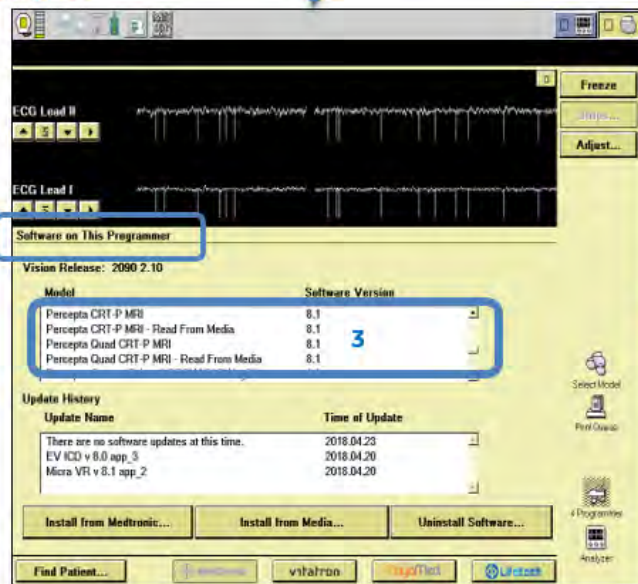 Freeze
ECG Lead II
Adjust...
ECG Lead I
Software on This Programmer
Vision Release: 2090 2.10
Model Software Version
Percepta CRT-P MRI 8.1
Percepta CRT-P MRI - Read From Media 8.1
Percepta Quad CRT-P MRI 8.1
Percepta Quad CRT-P MRI - Read From Media 8.1
3
Select Model
Update History
Update Name Time of Update
Print Queue
There are no software updates at this time. 2018.04.23
EV ICD v 8.0 app_3 2018.04.20
Micra VR v 8.1 app_2 2018.04.20
Programmer
Install from Medtronic... Install from Media... Uninstall Software...
Analyzer
Find Patient... vitatron